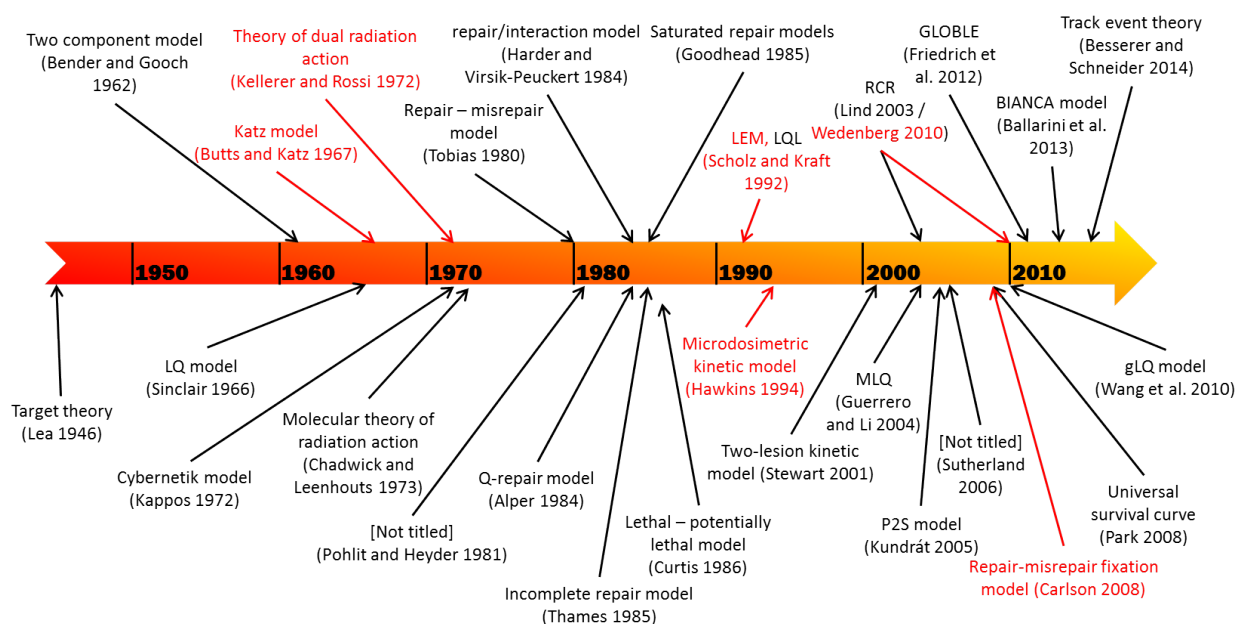 Two component model
(Bender and Gooch
1962)
Theory of dual radiation
action
(Kellerer and Rossi 1972)
Katz model
(Butts and Katz 1967)
repair/interaction model
(Harder and
Virsik-Peuckert 1984)
Repair – misrepair
model
(Tobias 1980)
Saturated repair models
(Goodhead 1985)
LEM, LQL
(Scholz and Kraft
1992)
RCR
(Lind 2003 /
Wedenberg 2010)
GLOBLE
(Friedrich et
al. 2012)
BIANCA model
(Ballarini et al.
2013)
Track event theory
(Besserer and
Schneider 2014)
1950
1960
1970
1980
1990
2000
2010
Target theory
(Lea 1946)
LQ model
(Sinclair 1966)
Cybernetik model
(Kappos 1972)
Molecular theory of
radiation action
(Chadwick and
Leenhouts 1973)
[Not titled]
(Pohlit and Heyder 1981)
Q-repair model
(Alper 1984)
Incomplete repair model
(Thames 1985)
Lethal – potentially
lethal model
(Curtis 1986)
Microdosimetric
kinetic model
(Hawkins 1994)
Two-lesion kinetic
model (Stewart 2001)
MLQ
(Guerrero
and Li 2004)
P2S model
(Kundrát 2005)
[Not titled]
(Sutherland
2006)
Repair-misrepair fixation
model (Carlson 2008)
Universal
survival curve
(Park 2008)
gLQ model
(Wang et al. 2010)